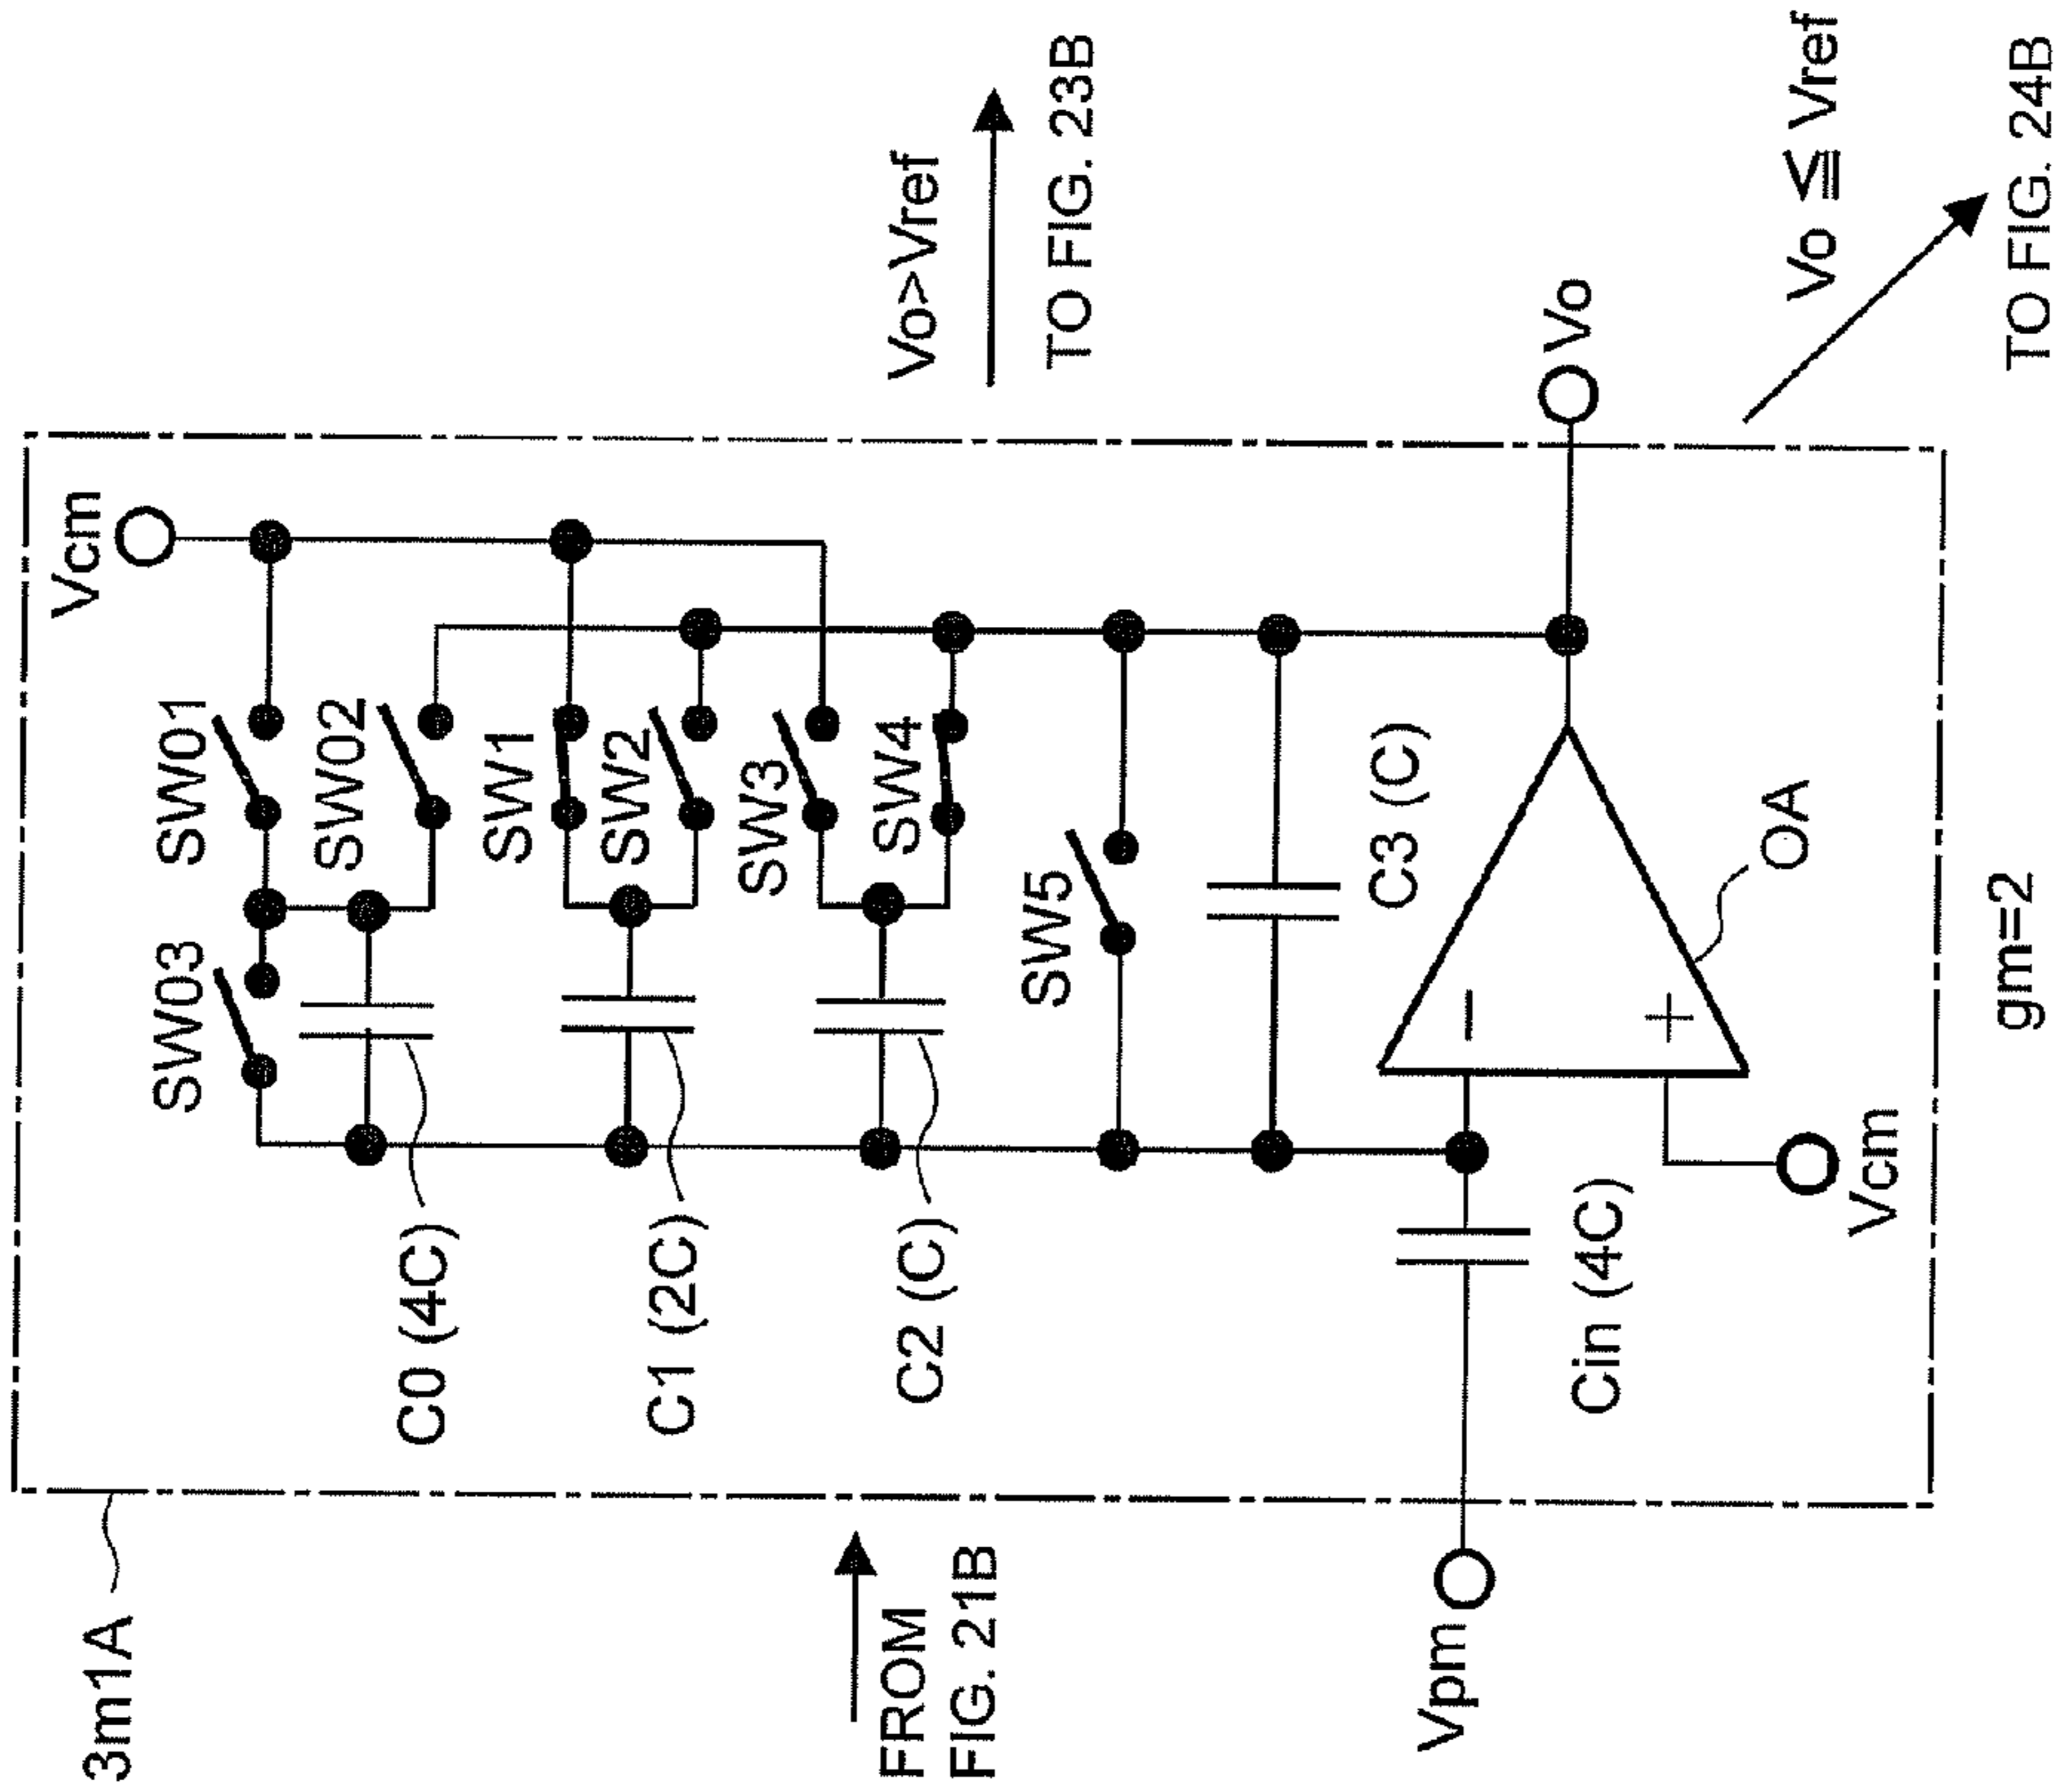 3m1A
Vcm
SW03
SW01
SW02
C0 (4C)
SW1
SW2
C1 (2C)
SW3
SW4
C2 (C)
SW5
C3 (C)
FROM
FIG. 21B
Vo>Vref
TO FIG. 23B
Vpm
Cin (4C)
−
+
OA
Vcm
Vo
Vo ≦ Vref
TO FIG. 24B
gm=2